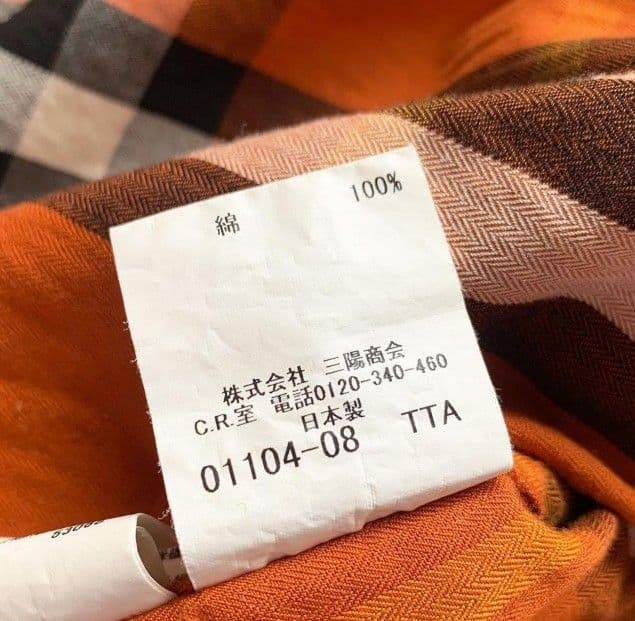 綿 100%
株式会社 三陽商会
C.R.室 電話0120-340-460
日本製
01104-08 TTA